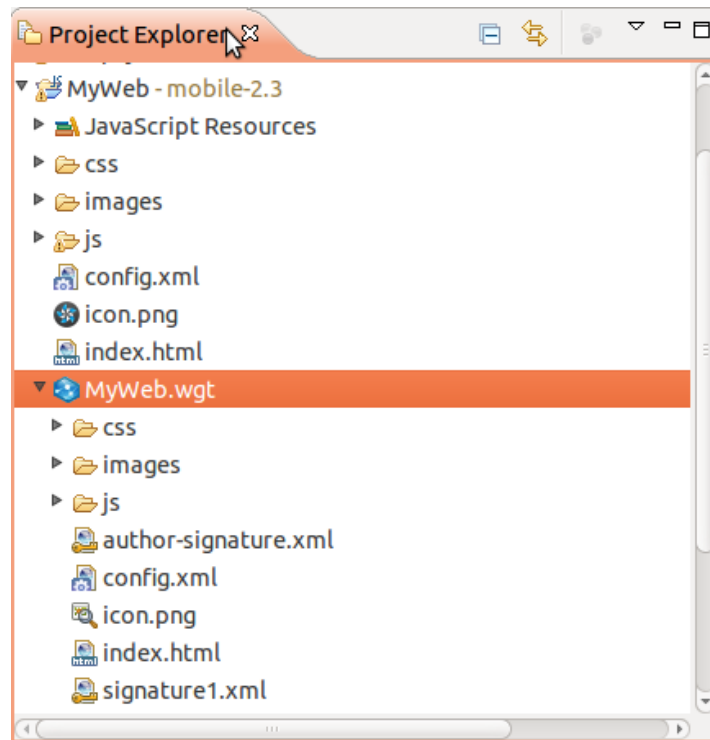 Project Explorer
MyWeb - mobile-2.3
JavaScript Resources
css
images
js
config.xml
icon.png
index.html
MyWeb.wgt
css
images
js
author-signature.xml
config.xml
icon.png
index.html
signature1.xml